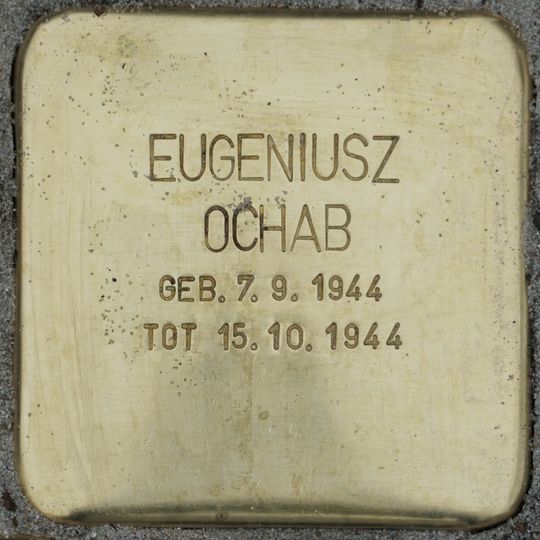 EUGENIUSZ
OCHAB
GEB. 7. 9. 1944
TOT 15. 10. 1944